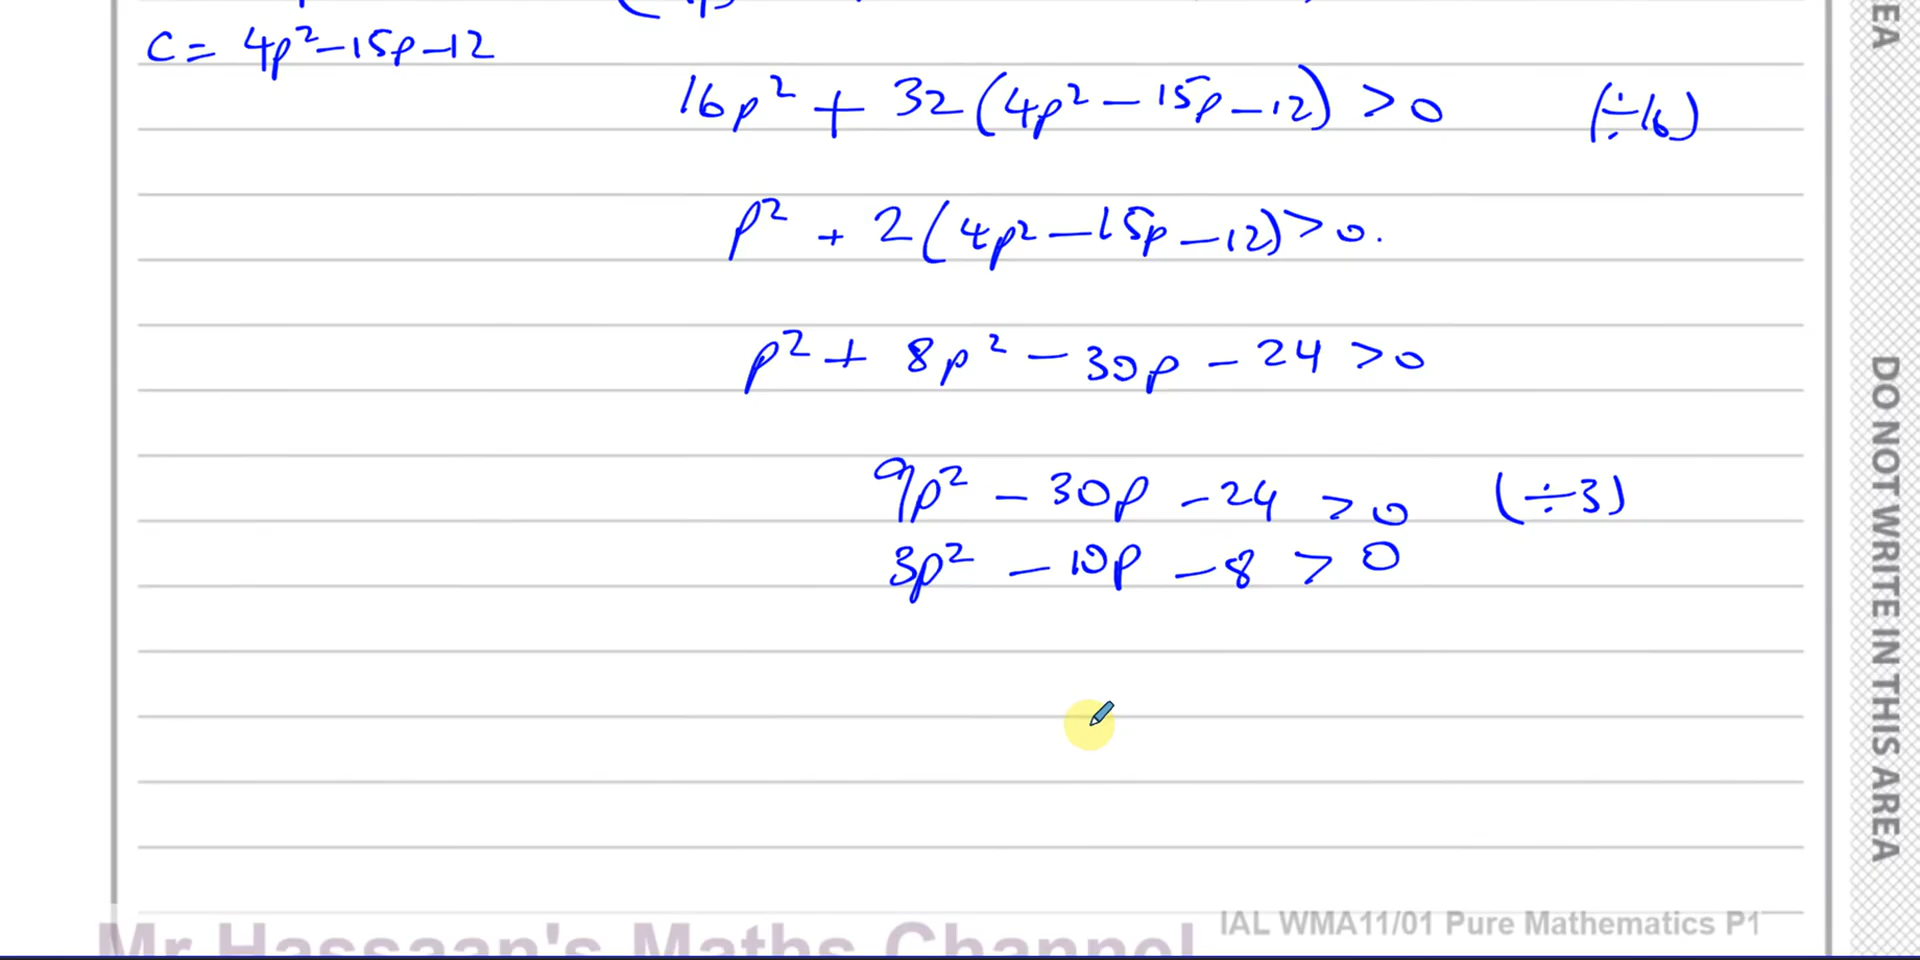 C = 4p² - 15p - 12
16p² + 32(4p² - 15p - 12) > 0 (÷16)
p² + 2(4p² - 15p - 12) > 0.
p² + 8p² - 30p - 24 > 0
9p² - 30p - 24 > 0 (÷3)
3p² - 10p - 8 > 0
EA
DO NOT WRITE IN THIS AREA
IAL WMA11/01 Pure Mathematics P1
Mr Hassaan's Maths Channel